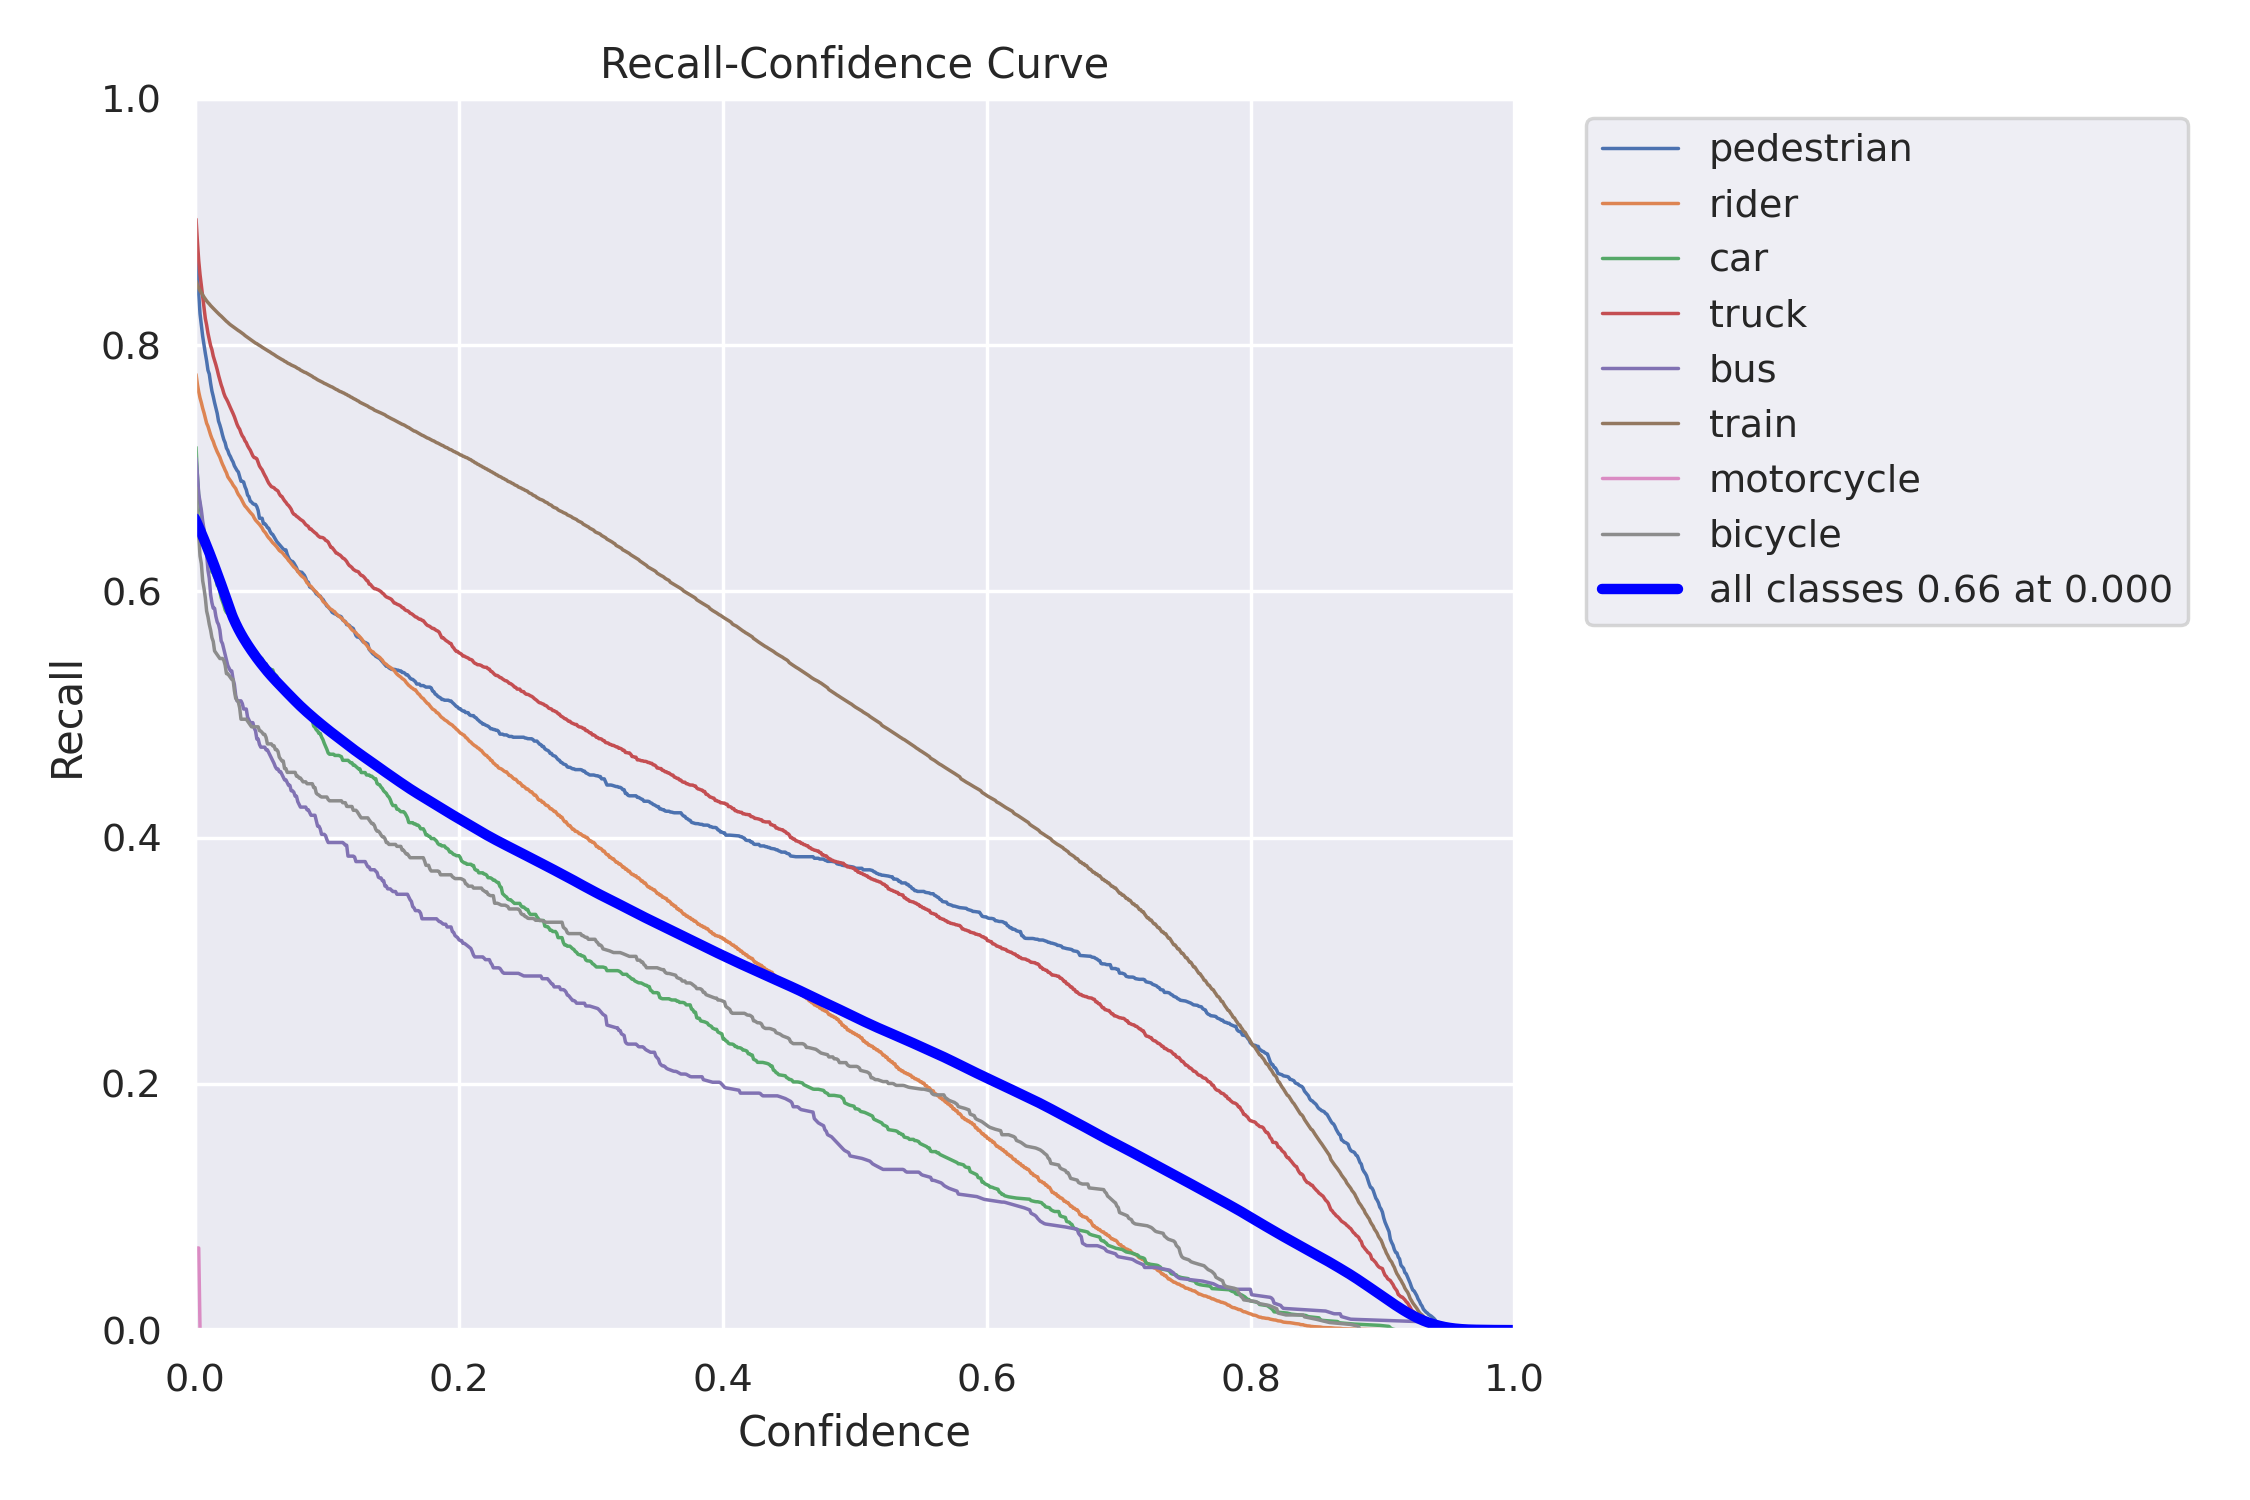 Recall-Confidence Curve
1.0
0.8
0.6
0.4
0.2
0.0
Recall
0.0 0.2 0.4 0.6 0.8 1.0
Confidence
pedestrian
rider
car
truck
bus
train
motorcycle
bicycle
all classes 0.66 at 0.000